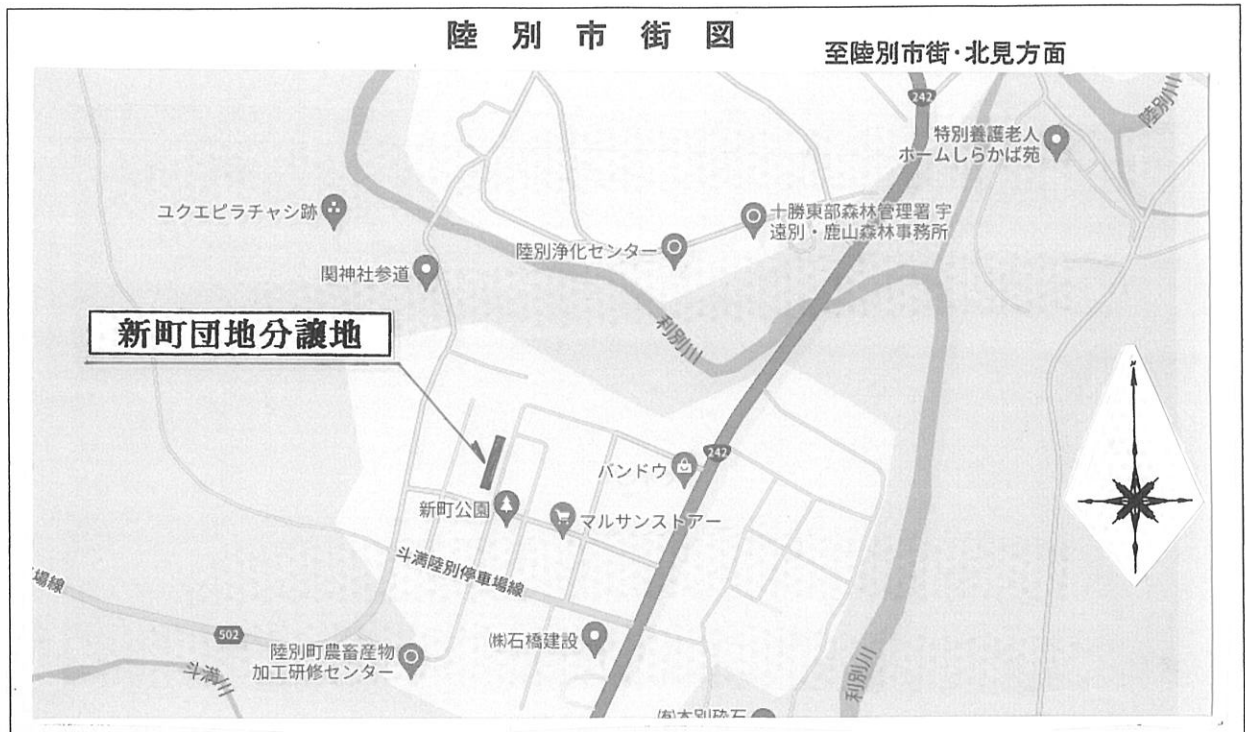 陸別市街図
至陸別市街・北見方面
242
陸別川
特別養護老人
ホームしらかば苑
ユクエピラチャシ跡
十勝東部森林管理署 宇
遠別・鹿山森林事務所
陸別浄化センター
関神社参道
利別川
新町団地分譲地
N
242
バンドウ
新町公園
マルサンストアー
斗満陸別停車場線
場線
502
㈱石橋建設
陸別町農畜産物
加工研修センター
斗満川
利別川
㈲本別砕石